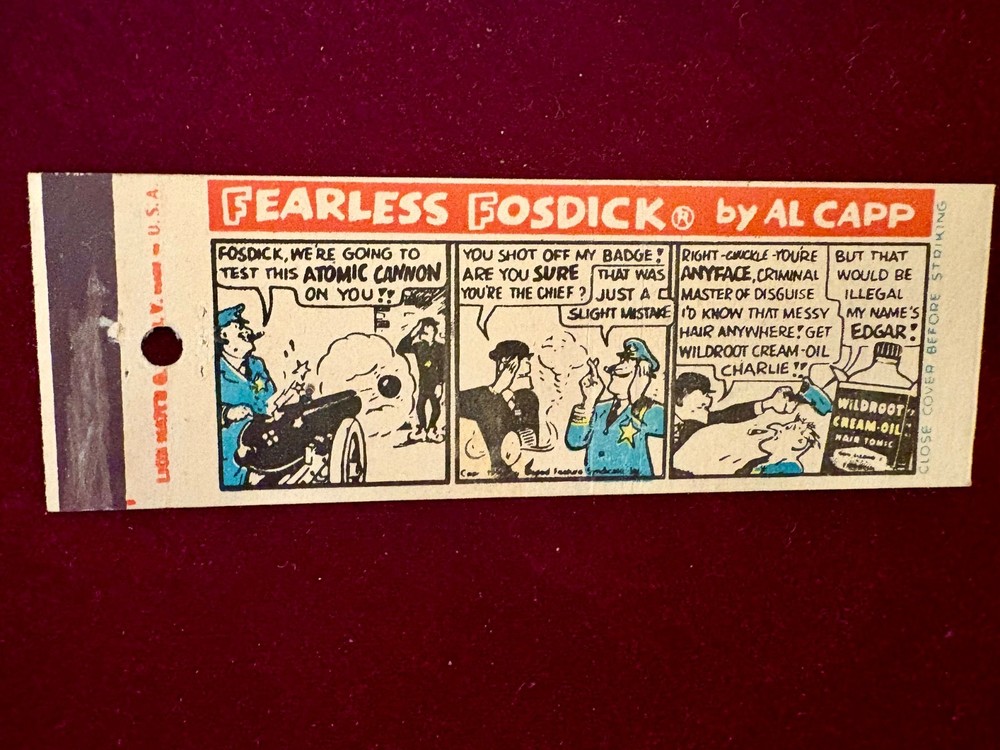 FEARLESS FOSDICK ® by AL CAPP
FOSDICK, WE'RE GOING TO
TEST THIS ATOMIC CANNON
ON YOU!!
YOU SHOT OFF MY BADGE!
ARE YOU SURE
YOU'RE THE CHIEF?
THAT WAS
JUST A
SLIGHT MISTAKE
RIGHT-CHUCKLE-YOU'RE
ANYFACE, CRIMINAL
MASTER OF DISGUISE
I'D KNOW THAT MESSY
HAIR ANYWHERE! GET
WILDROOT CREAM-OIL
CHARLIE!!
BUT THAT
WOULD BE
ILLEGAL
MY NAME'S
EDGAR!
WILDROOT
CREAM-OIL
HAIR TONIC
Feature Syndicate
CLOSE COVER BEFORE STRIKING
U.S.A.